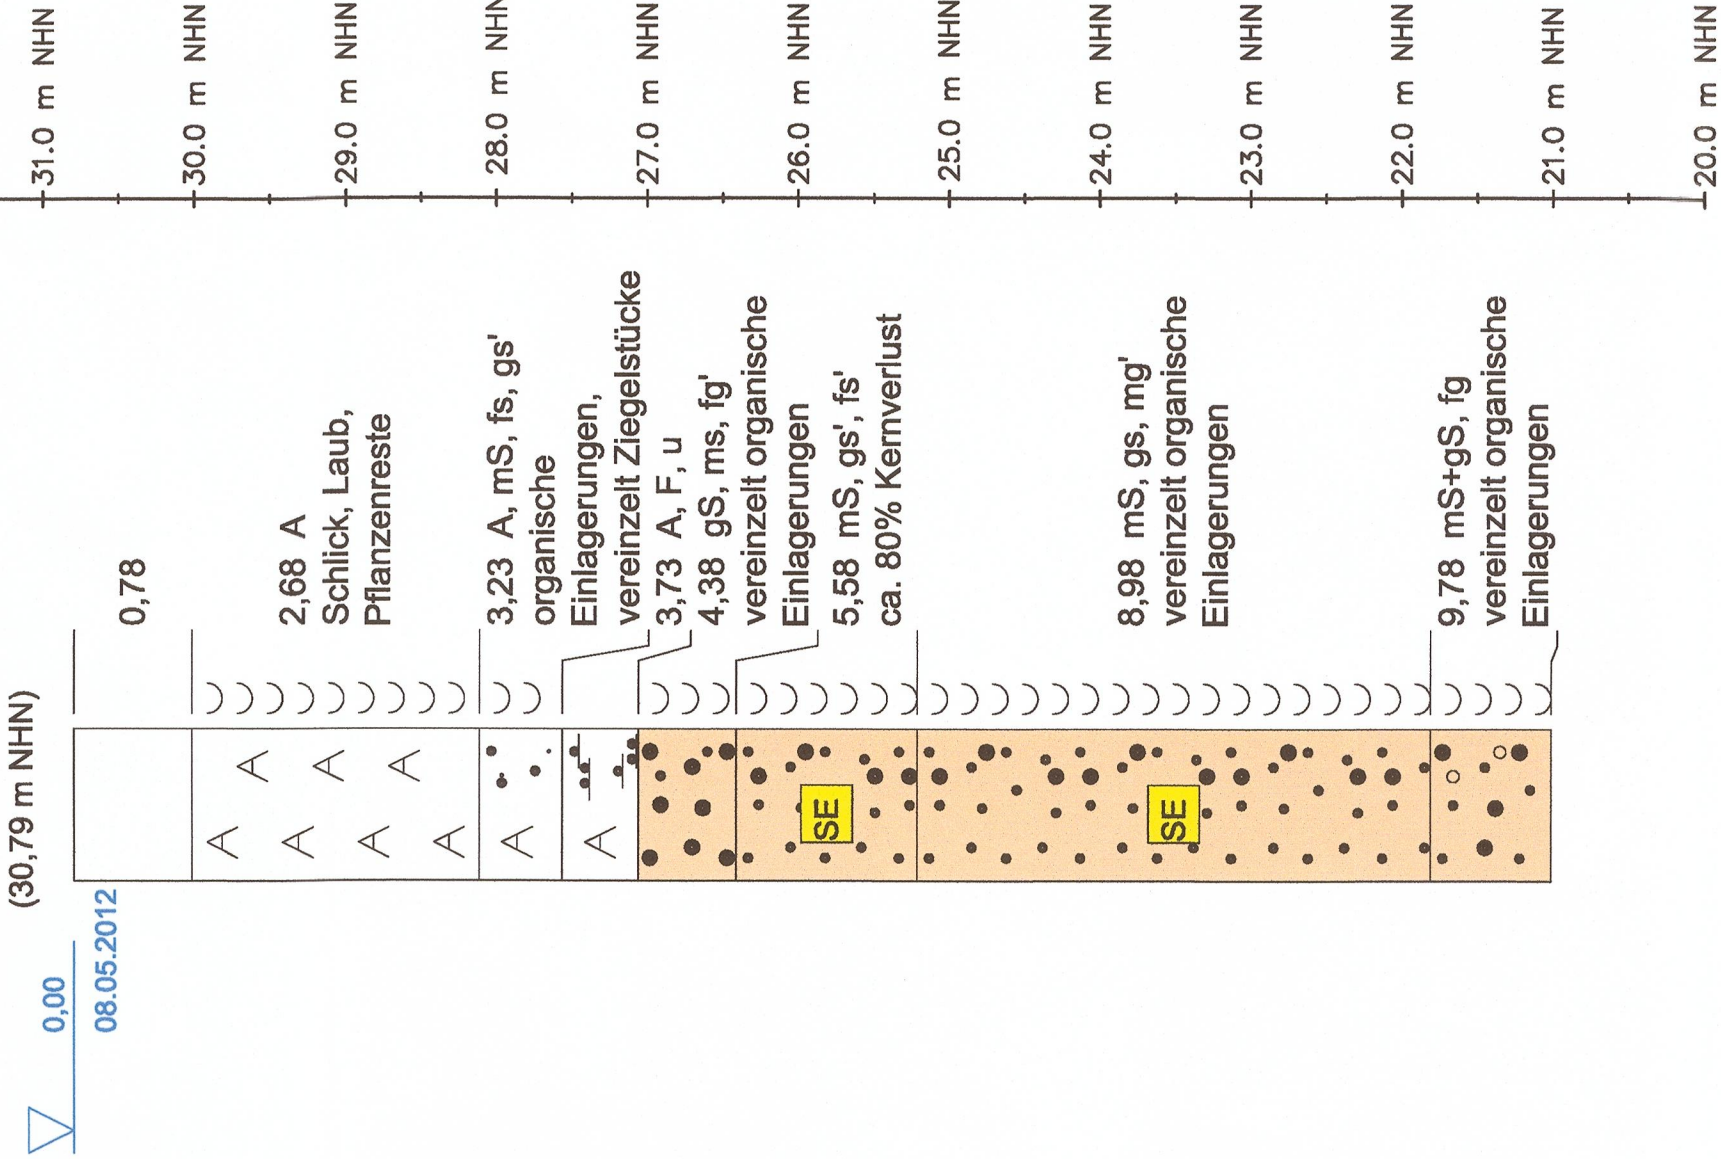 (30,79 m NHN)
0,00
08.05.2012
0,78
2,68 A
Schlick, Laub,
Pflanzenreste
3,23 A, mS, fs, gs'
organische
Einlagerungen,
vereinzelt Ziegelstücke
3,73 A, F, u
4,38 gS, ms, fg'
vereinzelt organische
Einlagerungen
5,58 mS, gs', fs'
ca. 80% Kernverlust
8,98 mS, gs, mg'
vereinzelt organische
Einlagerungen
9,78 mS+gS, fg
vereinzelt organische
Einlagerungen
A
A
A
A
A
A
A
A
A
SE
SE
31.0 m NHN
30.0 m NHN
29.0 m NHN
28.0 m NHN
27.0 m NHN
26.0 m NHN
25.0 m NHN
24.0 m NHN
23.0 m NHN
22.0 m NHN
21.0 m NHN
20.0 m NHN